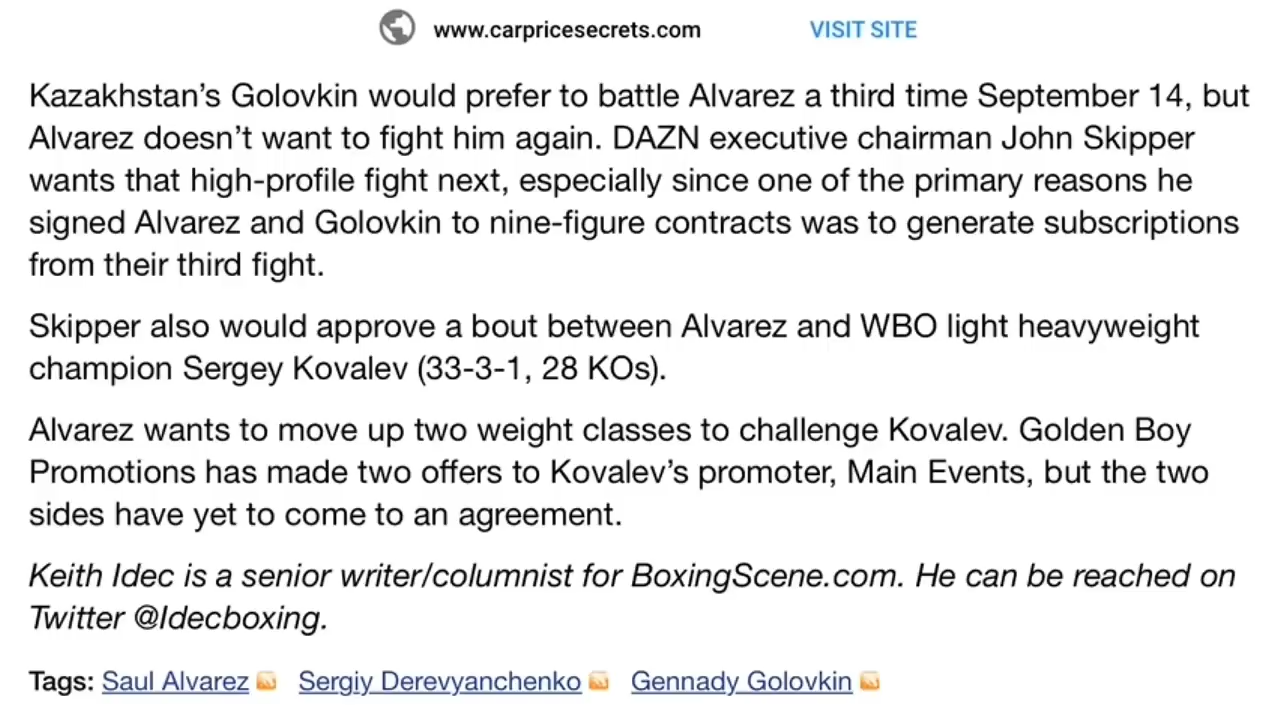 www.carpricesecrets.com VISIT SITE
Kazakhstan’s Golovkin would prefer to battle Alvarez a third time September 14, but
Alvarez doesn’t want to fight him again. DAZN executive chairman John Skipper
wants that high-profile fight next, especially since one of the primary reasons he
signed Alvarez and Golovkin to nine-figure contracts was to generate subscriptions
from their third fight.
Skipper also would approve a bout between Alvarez and WBO light heavyweight
champion Sergey Kovalev (33-3-1, 28 KOs).
Alvarez wants to move up two weight classes to challenge Kovalev. Golden Boy
Promotions has made two offers to Kovalev’s promoter, Main Events, but the two
sides have yet to come to an agreement.
Keith Idec is a senior writer/columnist for BoxingScene.com. He can be reached on
Twitter @Idecboxing.
Tags: Saul Alvarez Sergiy Derevyanchenko Gennady Golovkin